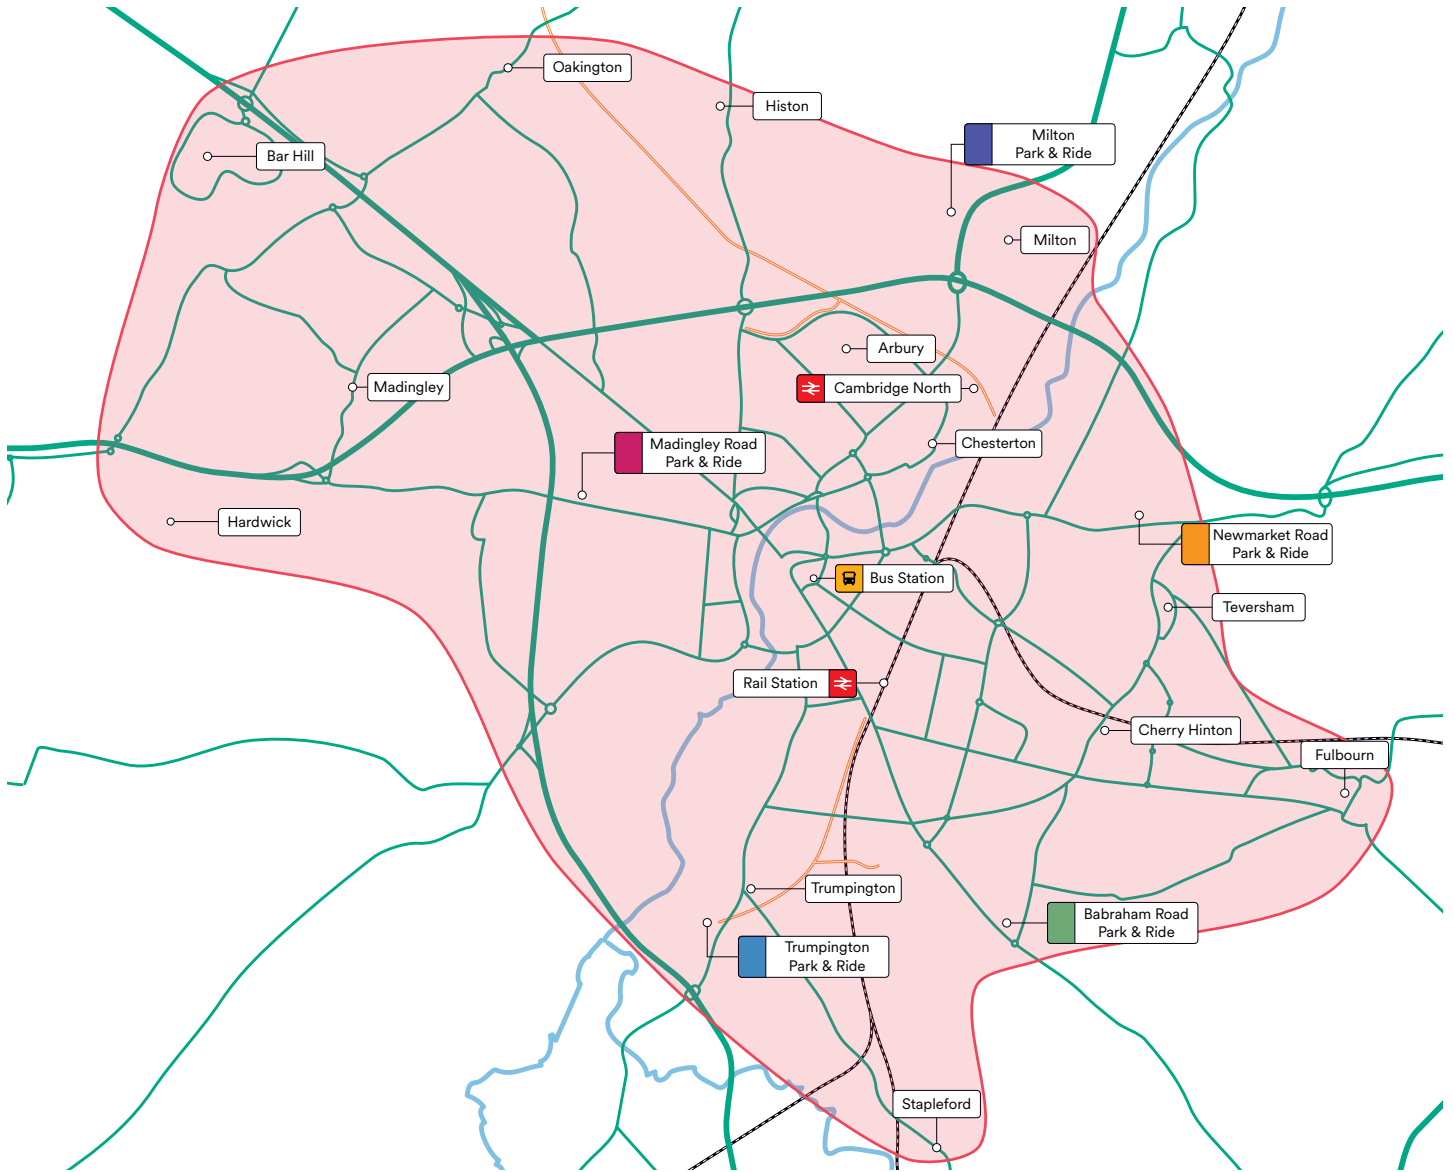 Oakington
Histon
Milton
Park & Ride
Bar Hill
Milton
Arbury
Cambridge North
Madingley
Madingley Road
Park & Ride
Chesterton
Hardwick
Newmarket Road
Park & Ride
Bus Station
Teversham
Rail Station
Cherry Hinton
Fulbourn
Trumpington
Babraham Road
Park & Ride
Trumpington
Park & Ride
Stapleford